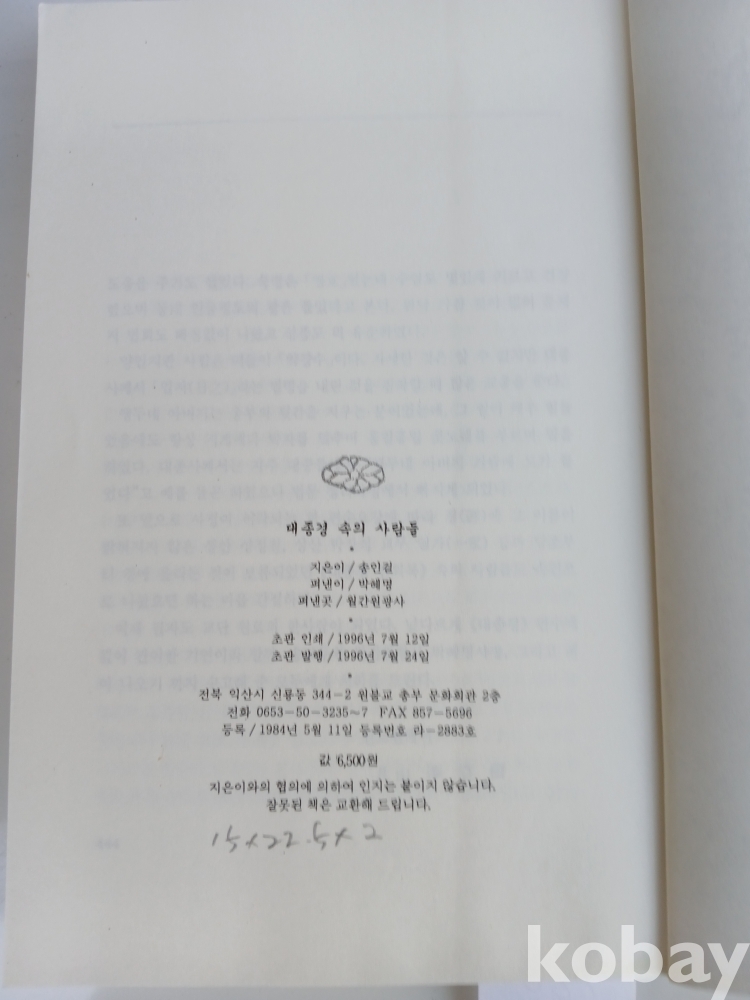 대종경 속의 사람들
지은이/송인걸
펴낸이/박혜명
펴낸곳/월간원광사
초판 인쇄/1996년 7월 12일
초판 발행/1996년 7월 24일
전북 익산시 신룡동 344-2 원불교 총부 문화회관 2층
전화 0653-50-3235~7 FAX 857-5696
등록/1984년 5월 11일 등록번호 라-2883호
값 6,500원
지은이와의 협의에 의하여 인지는 붙이지 않습니다.
잘못된 책은 교환해 드립니다.
15×22.5×2
kobay